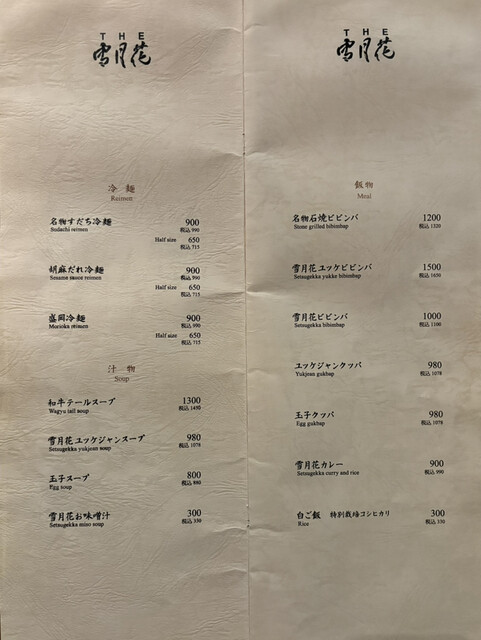 THE
雪月花
冷麺
Reimen
名物すだち冷麺 900
Sudachi reimen 税込 990
Half size 650
税込 715
胡麻だれ冷麺 900
Sesame sauce reimen 税込 990
Half size 650
税込 715
盛岡冷麺 900
Morioka reimen 税込 990
Half size 650
税込 715
汁物
Soup
和牛テールスープ 1300
Wagyu tail soup 税込 1430
雪月花ユッケジャンスープ 980
Setsugekka yukjean soup 税込 1078
玉子スープ 800
Egg soup 税込 880
雪月花お味噌汁 300
Setsugekka miso soup 税込 330
THE
雪月花
飯物
Meal
名物石焼ビビンバ 1200
Stone grilled bibimbap 税込 1320
雪月花ユッケビビンバ 1500
Setsugekka yukke bibimbap 税込 1650
雪月花ビビンバ 1000
Setsugekka bibimbap 税込 1100
ユッケジャンクッパ 980
Yukjean gukbap 税込 1078
玉子クッパ 980
Egg gukbap 税込 1078
雪月花カレー 900
Setsugekka curry and rice 税込 990
白ご飯 特別栽培コシヒカリ 300
Rice 税込 330